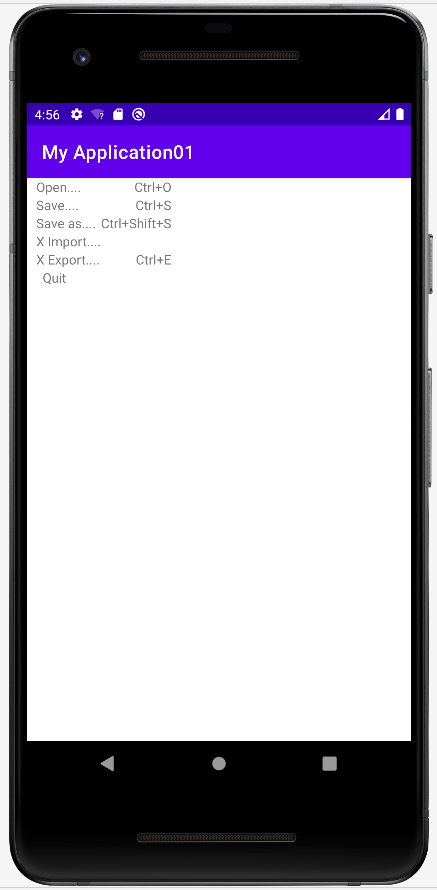 4:56
My Application01
Open.... Ctrl+O
Save.... Ctrl+S
Save as.... Ctrl+Shift+S
X Import....
X Export.... Ctrl+E
Quit